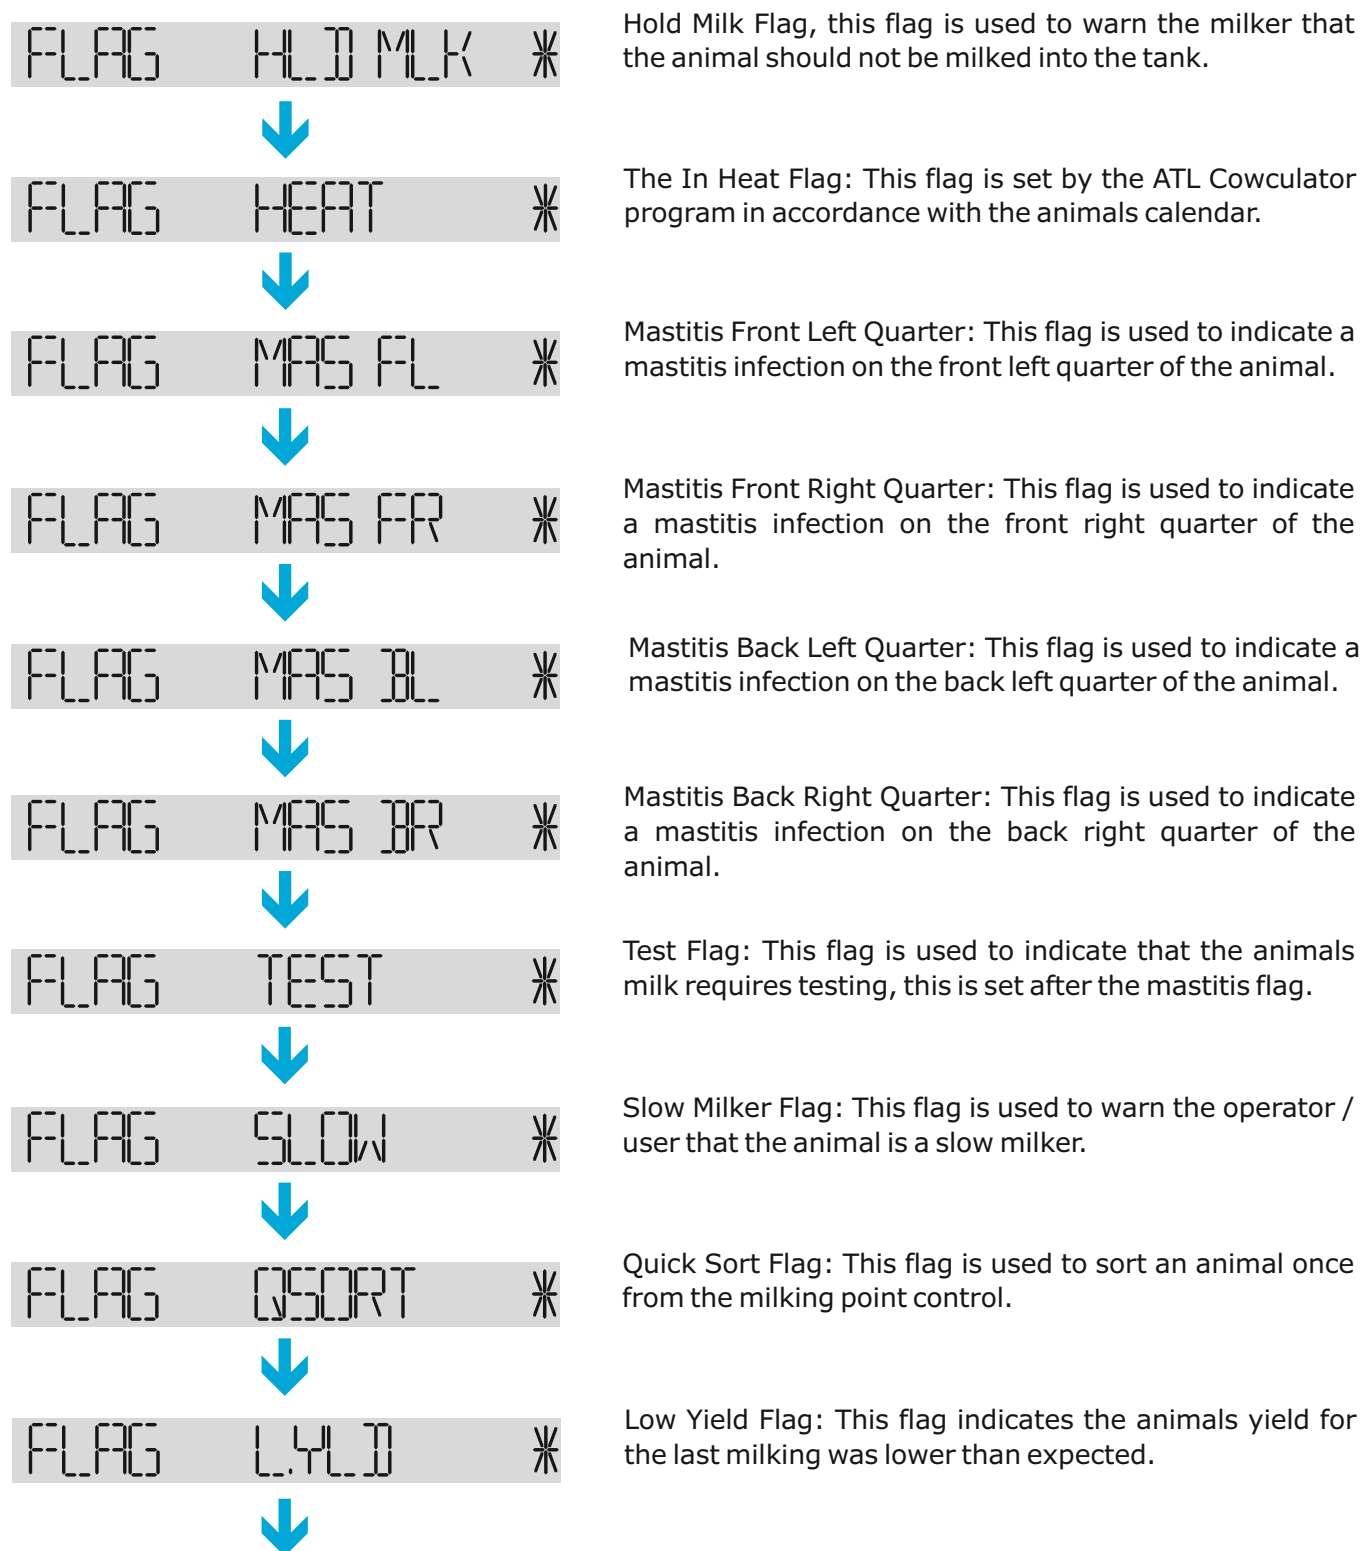 FLAG HLD MLK *
Hold Milk Flag, this flag is used to warn the milker that
the animal should not be milked into the tank.
FLAG HEAT *
The In Heat Flag: This flag is set by the ATL Cowculator
program in accordance with the animals calendar.
FLAG MAS FL *
Mastitis Front Left Quarter: This flag is used to indicate a
mastitis infection on the front left quarter of the animal.
FLAG MAS FR *
Mastitis Front Right Quarter: This flag is used to indicate
a mastitis infection on the front right quarter of the
animal.
FLAG MAS BL *
Mastitis Back Left Quarter: This flag is used to indicate a
mastitis infection on the back left quarter of the animal.
FLAG MAS BR *
Mastitis Back Right Quarter: This flag is used to indicate
a mastitis infection on the back right quarter of the
animal.
FLAG TEST *
Test Flag: This flag is used to indicate that the animals
milk requires testing, this is set after the mastitis flag.
FLAG SLOW *
Slow Milker Flag: This flag is used to warn the operator /
user that the animal is a slow milker.
FLAG QSORT *
Quick Sort Flag: This flag is used to sort an animal once
from the milking point control.
FLAG L.YLD *
Low Yield Flag: This flag indicates the animals yield for
the last milking was lower than expected.